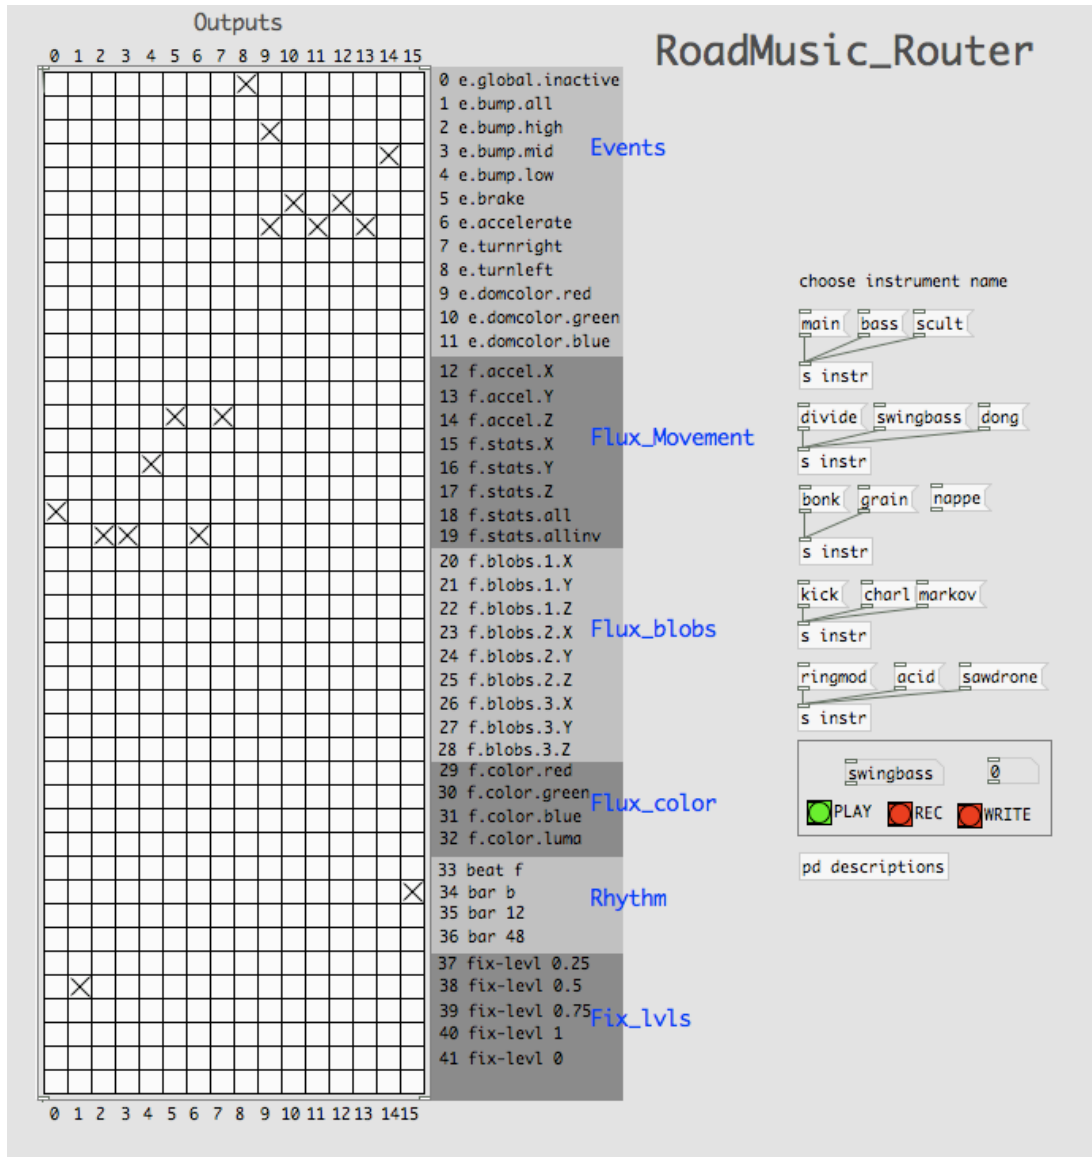 Outputs
RoadMusic_Router
0 1 2 3 4 5 6 7 8 9 10 11 12 13 14 15
0 e.global.inactive
1 e.bump.all
2 e.bump.high
3 e.bump.mid
4 e.bump.low
5 e.brake
6 e.accelerate
7 e.turnright
8 e.turnleft
9 e.domcolor.red
10 e.domcolor.green
11 e.domcolor.blue
Events
12 f.accel.X
13 f.accel.Y
14 f.accel.Z
15 f.stats.X
16 f.stats.Y
17 f.stats.Z
18 f.stats.all
19 f.stats.allinv
Flux_Movement
20 f.blobs.1.X
21 f.blobs.1.Y
22 f.blobs.1.Z
23 f.blobs.2.X
24 f.blobs.2.Y
25 f.blobs.2.Z
26 f.blobs.3.X
27 f.blobs.3.Y
28 f.blobs.3.Z
Flux_blobs
29 f.color.red
30 f.color.green
31 f.color.blue
32 f.color.luma
Flux_color
33 beat f
34 bar b
35 bar 12
36 bar 48
Rhythm
37 fix-levl 0.25
38 fix-levl 0.5
39 fix-levl 0.75
40 fix-levl 1
41 fix-levl 0
Fix_lvls
0 1 2 3 4 5 6 7 8 9 10 11 12 13 14 15
choose instrument name
main bass scult
s instr
divide swingbass dong
s instr
bonk grain nappe
s instr
kick charl markov
s instr
ringmod acid sawdrone
s instr
swingbass 0
PLAY REC WRITE
pd descriptions